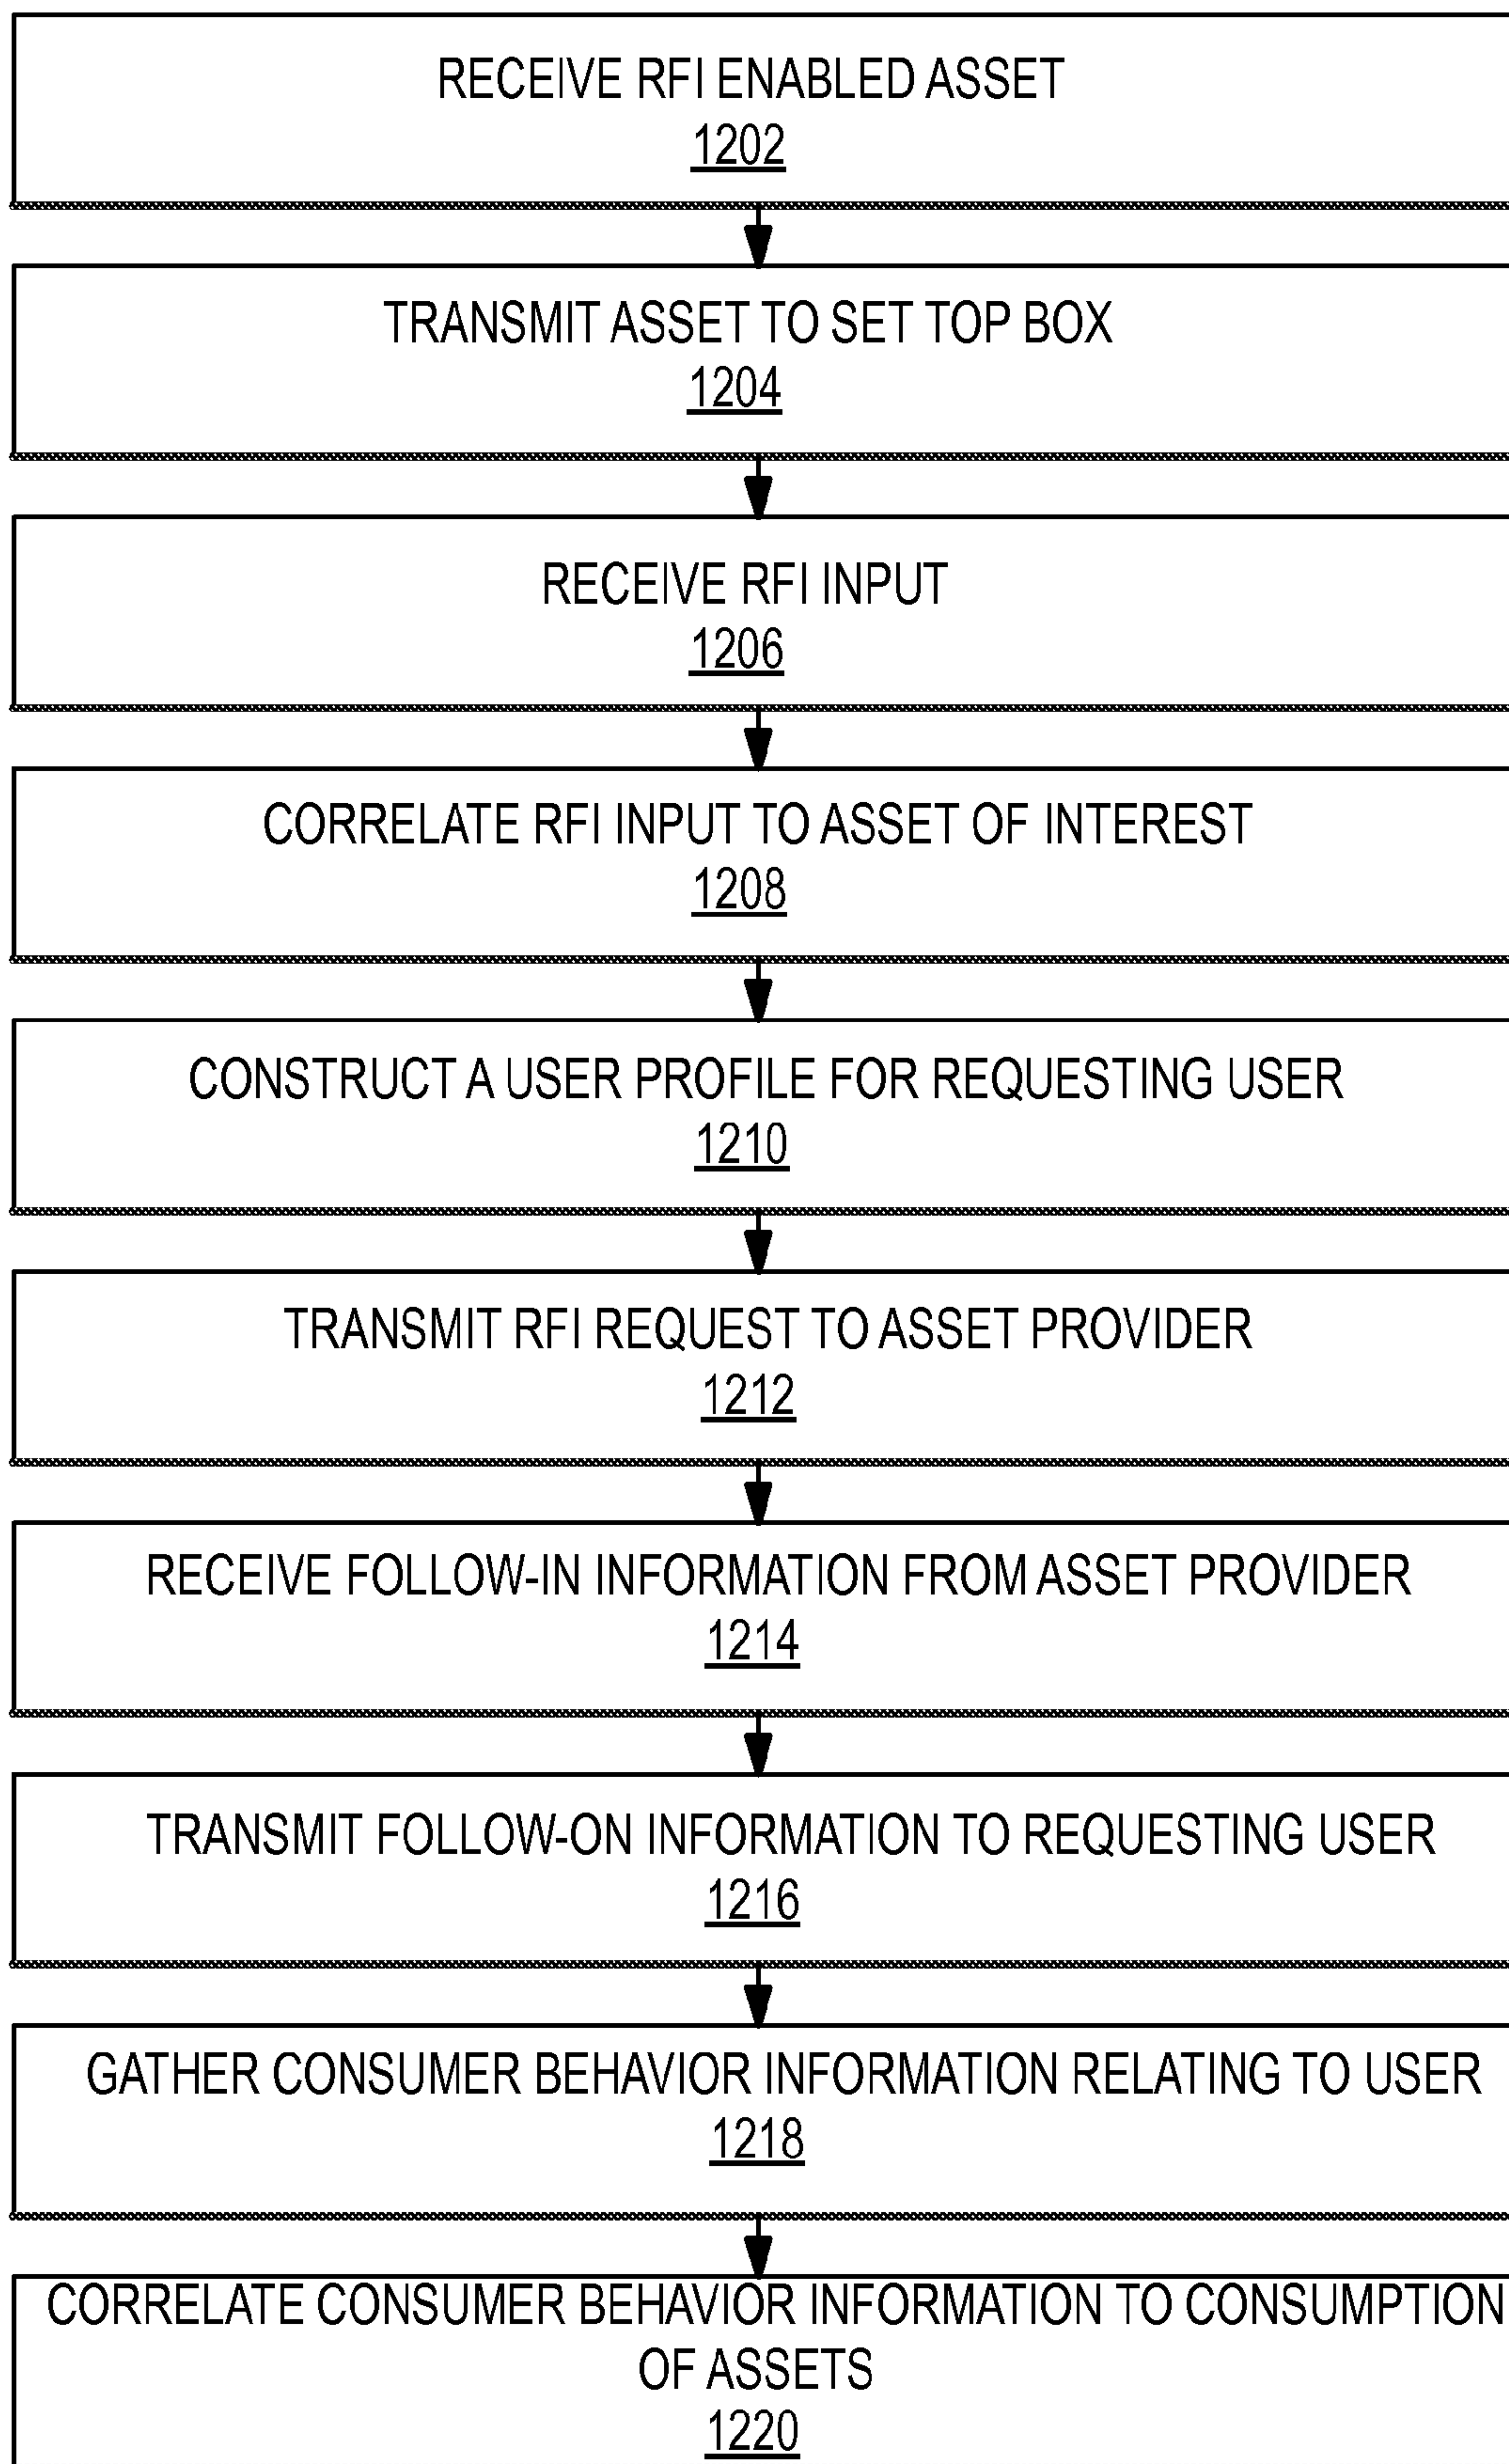 RECEIVE RFI ENABLED ASSET
1202
TRANSMIT ASSET TO SET TOP BOX
1204
RECEIVE RFI INPUT
1206
CORRELATE RFI INPUT TO ASSET OF INTEREST
1208
CONSTRUCT A USER PROFILE FOR REQUESTING USER
1210
TRANSMIT RFI REQUEST TO ASSET PROVIDER
1212
RECEIVE FOLLOW-IN INFORMATION FROM ASSET PROVIDER
1214
TRANSMIT FOLLOW-ON INFORMATION TO REQUESTING USER
1216
GATHER CONSUMER BEHAVIOR INFORMATION RELATING TO USER
1218
CORRELATE CONSUMER BEHAVIOR INFORMATION TO CONSUMPTION
OF ASSETS
1220